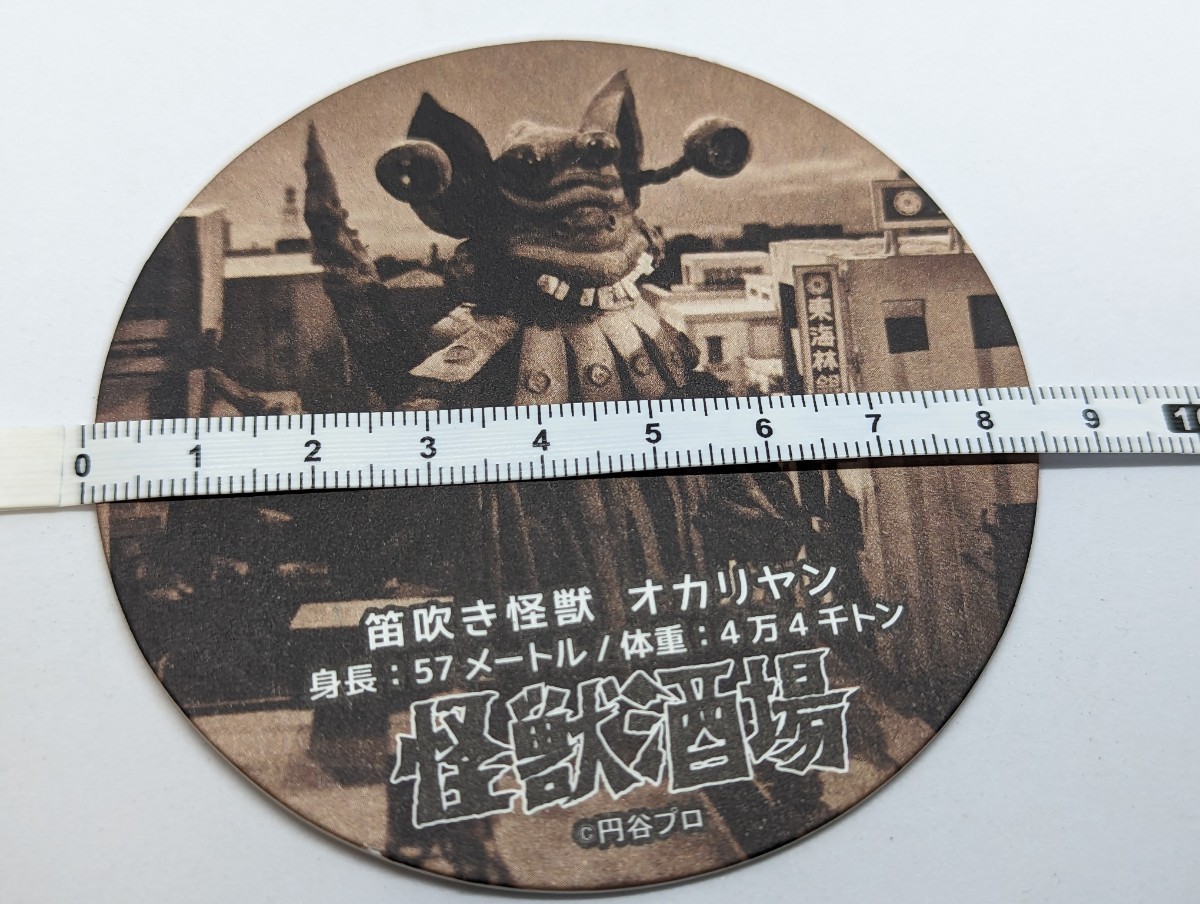 東海林銀
0 1 2 3 4 5 6 7 8 9
笛吹き怪獣 オカリヤン
身長:57メートル/体重:4万4千トン
怪獣酒場
©円谷プロ